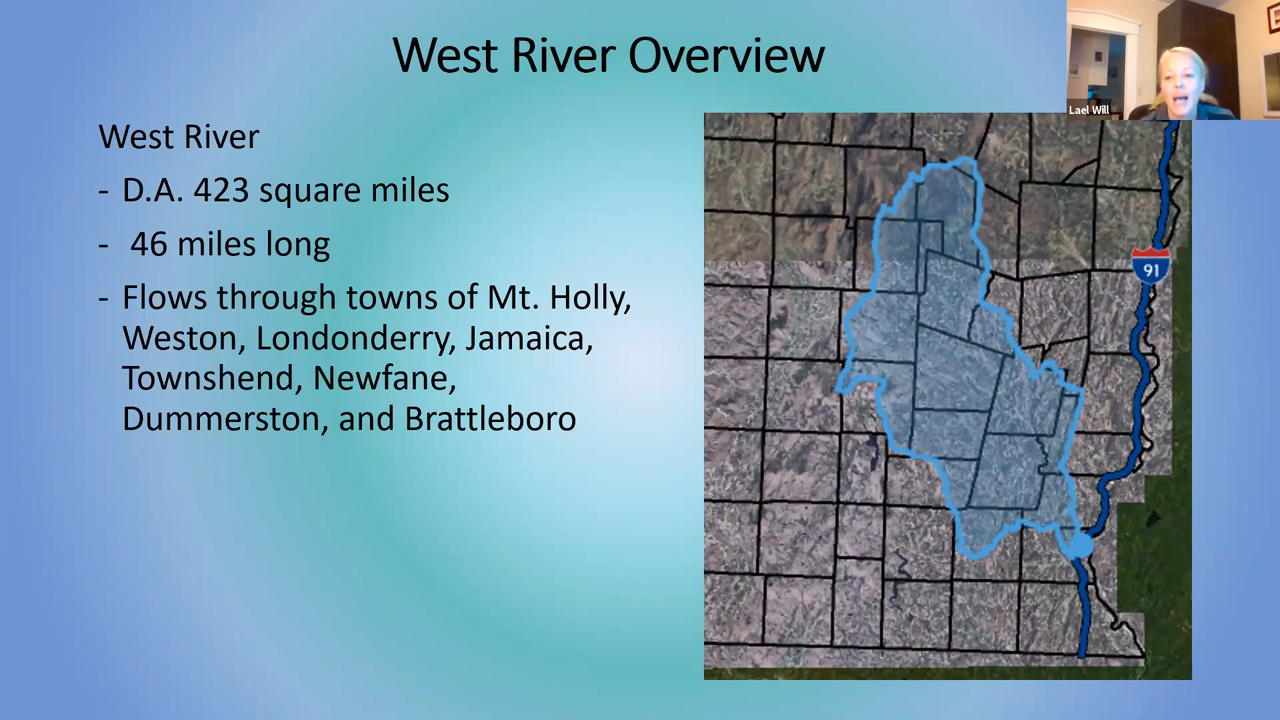 West River Overview
Lael Will
West River
- D.A. 423 square miles
- 46 miles long
- Flows through towns of Mt. Holly,
Weston, Londonderry, Jamaica,
Townshend, Newfane,
Dummerston, and Brattleboro
91